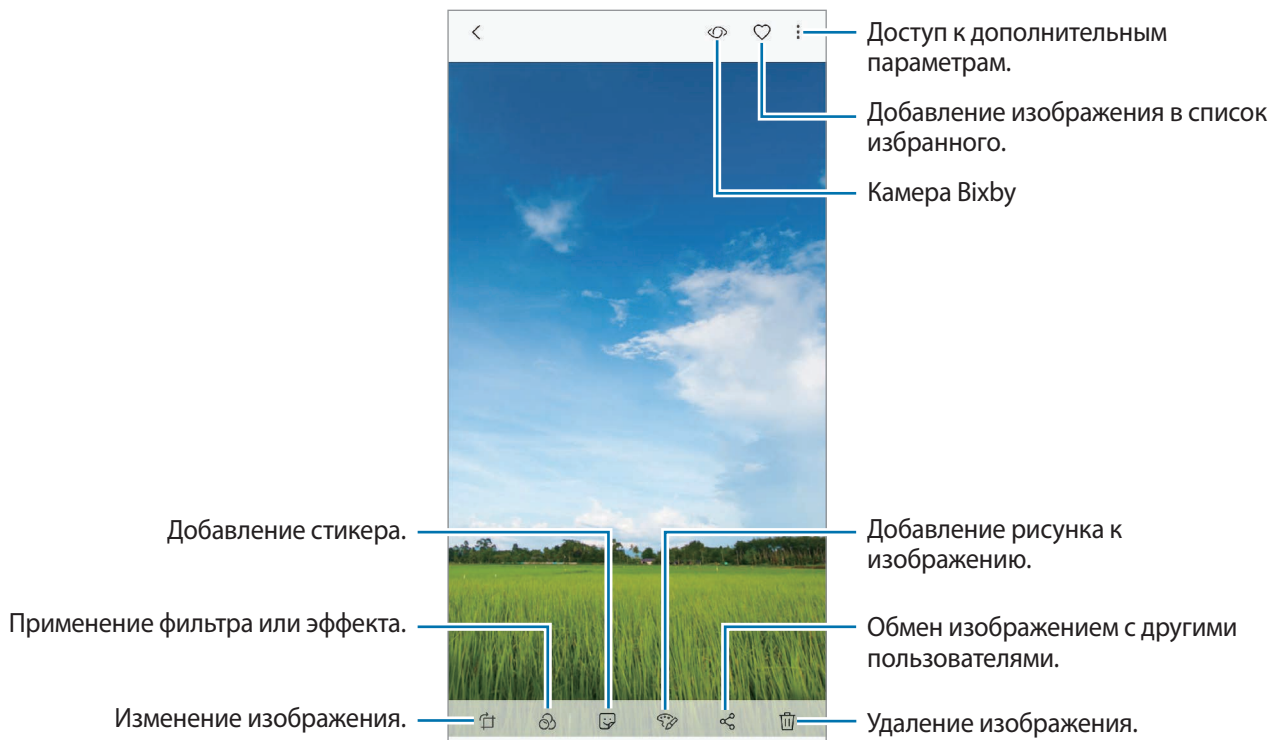 Доступ к дополнительным
параметрам.
Добавление изображения в список
избранного.
Камера Bixby
Добавление стикера.
Добавление рисунка к
изображению.
Применение фильтра или эффекта.
Обмен изображением с другими
пользователями.
Изменение изображения.
Удаление изображения.